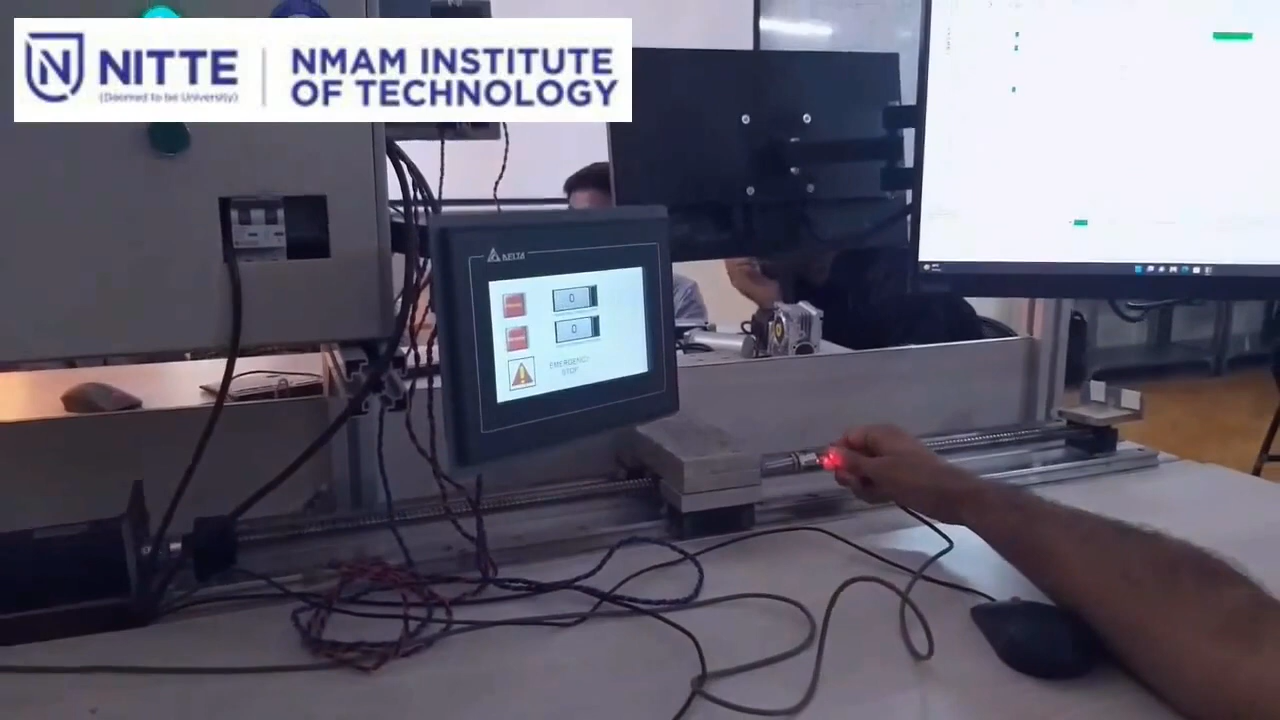 NITTE
(Deemed to be University)
NMAM INSTITUTE
OF TECHNOLOGY
DELTA
0
0
EMERGENCY
STOP